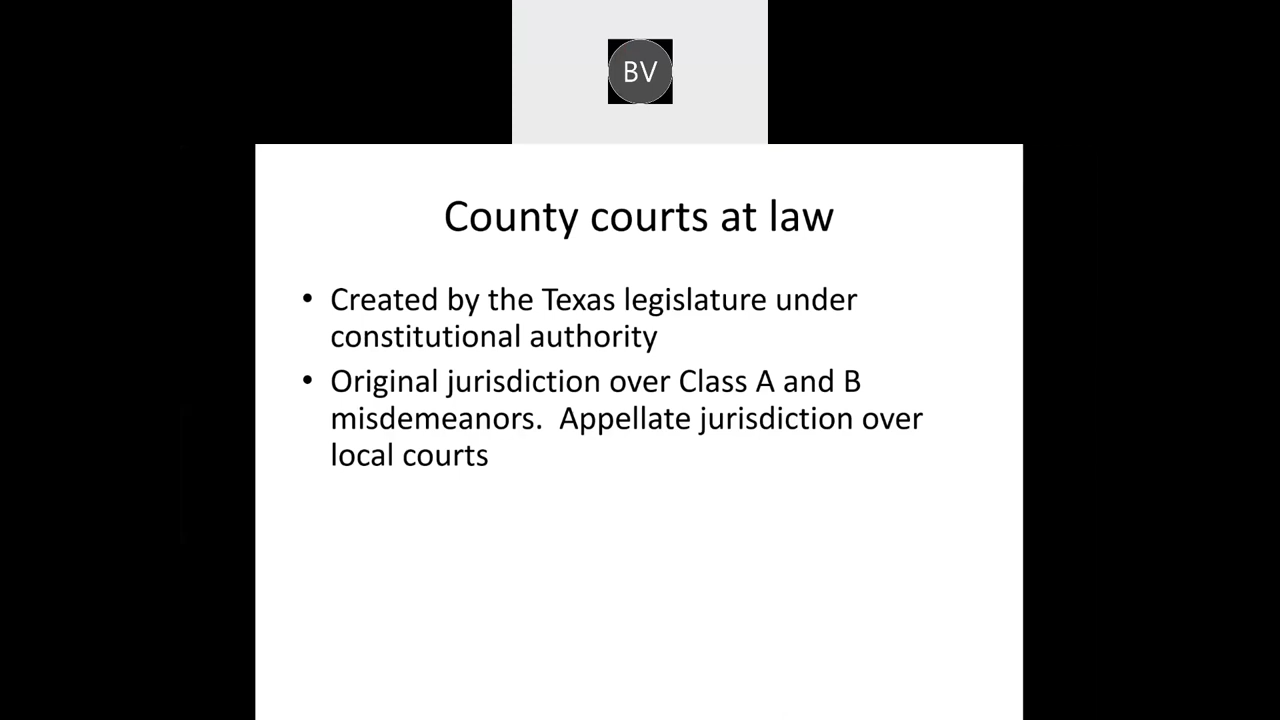 BV
County courts at law
• Created by the Texas legislature under
constitutional authority
• Original jurisdiction over Class A and B
misdemeanors.  Appellate jurisdiction over
local courts